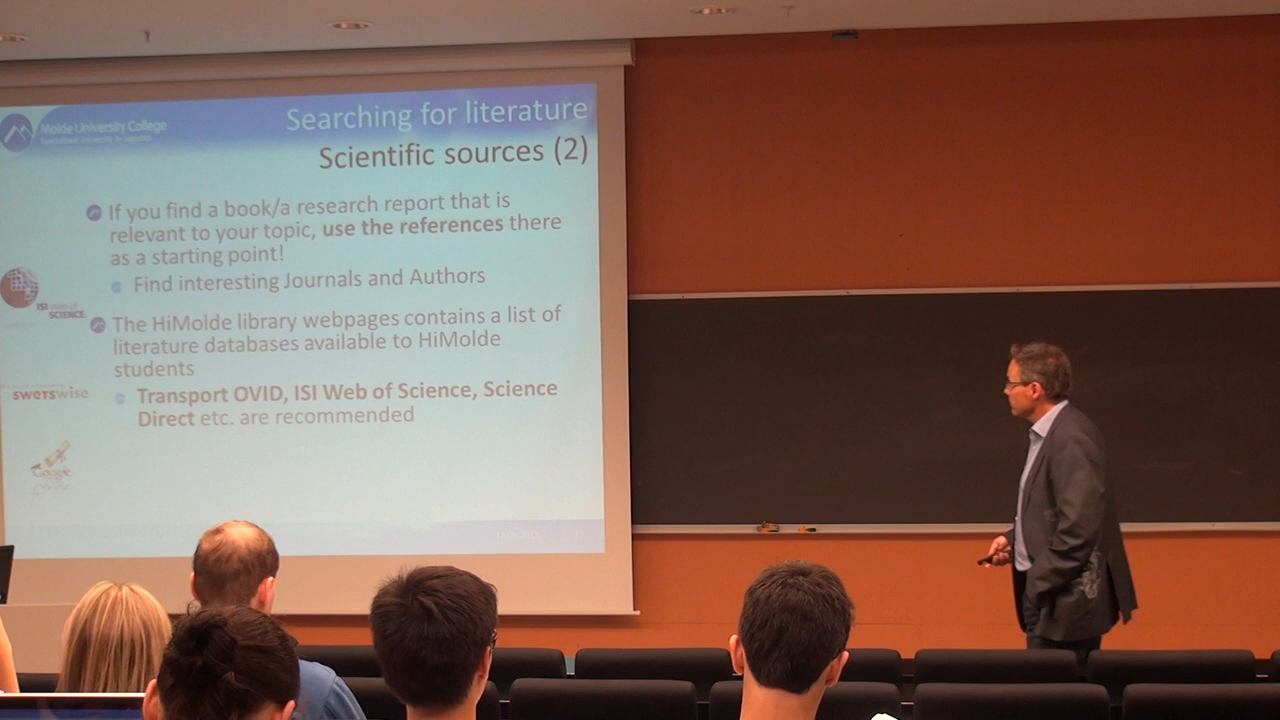 Searching for literature
Molde University College
Scientific sources (2)
If you find a book/a research report that is
relevant to your topic, use the references there
as a starting point!
Find interesting Journals and Authors
ISI Web of
SCIENCE
The HiMolde library webpages contains a list of
literature databases available to HiMolde
students
swetswise
Transport OVID, ISI Web of Science, Science
Direct etc. are recommended
Google